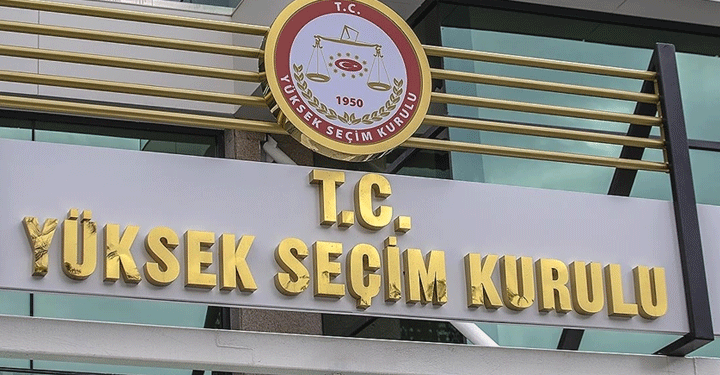 T.C.
1950
YÜKSEK SEÇİM KURULU
T.C.
YÜKSEK SEÇİM KURULU